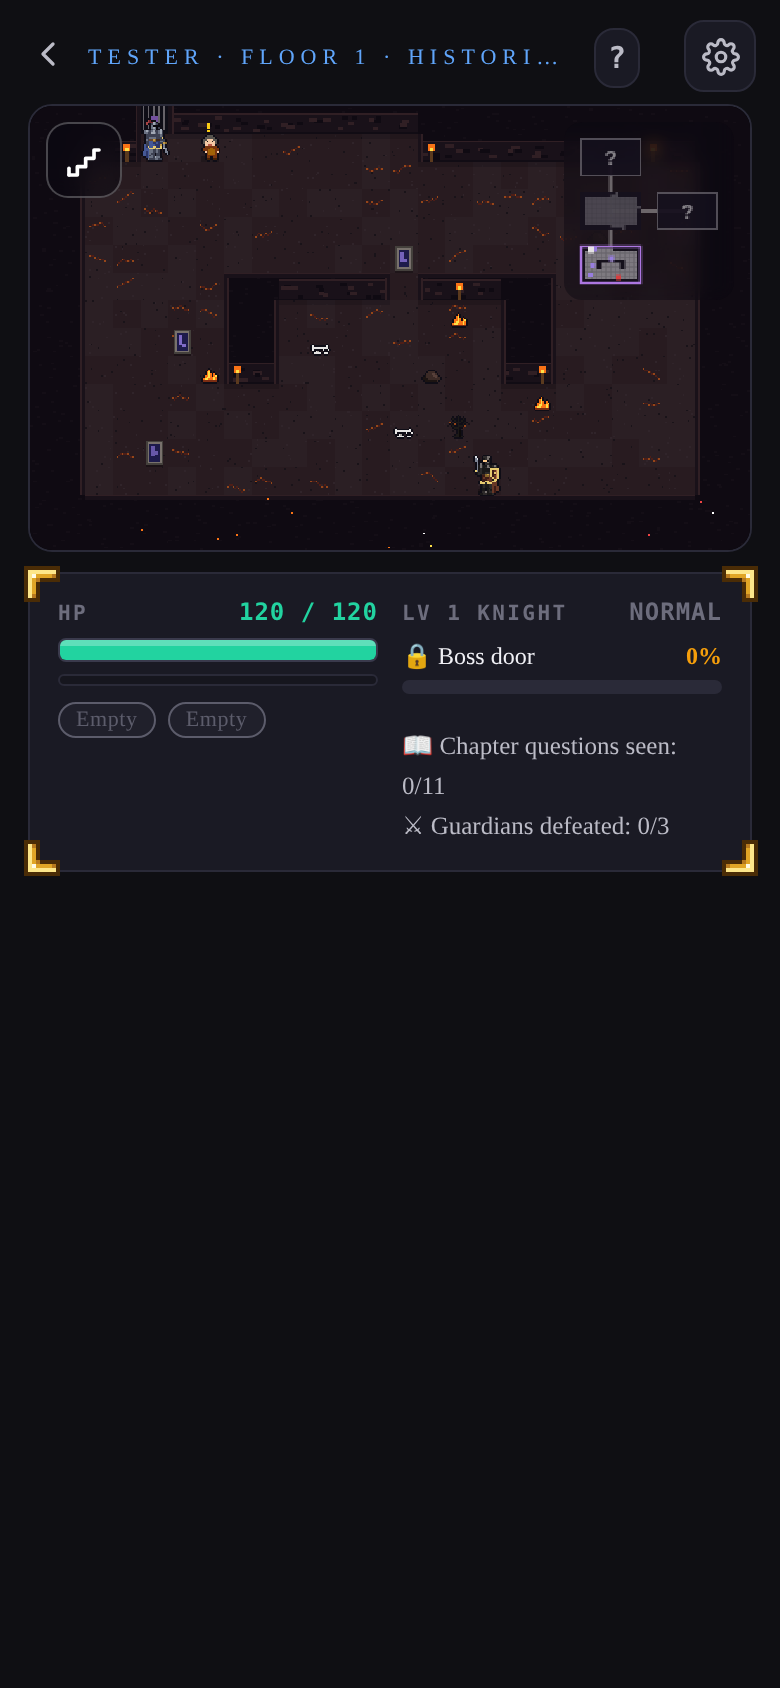 TESTER · FLOOR 1 · HISTORI... ?
?
?
HP 120 / 120
LV 1 KNIGHT NORMAL
🔒 Boss door 0%
Empty Empty
📖 Chapter questions seen:
0/11
⚔ Guardians defeated: 0/3